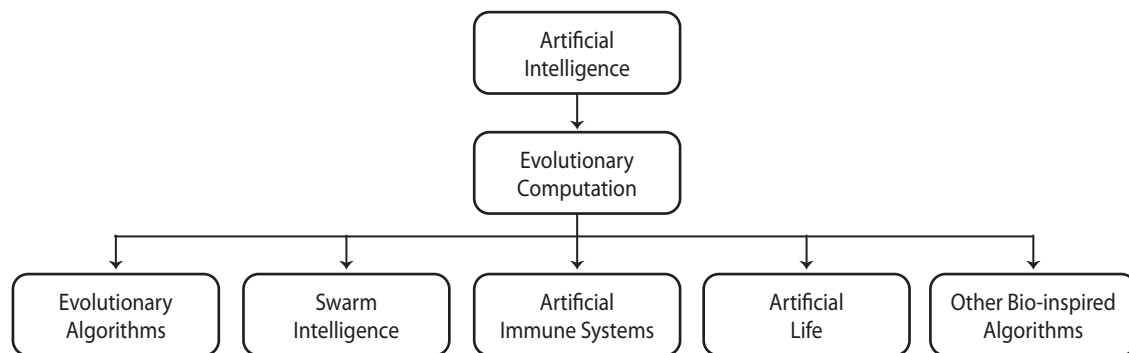 Artificial
Intelligence
Evolutionary
Computation
Evolutionary
Algorithms
Swarm
Intelligence
Artificial
Immune Systems
Artificial
Life
Other Bio-inspired
Algorithms